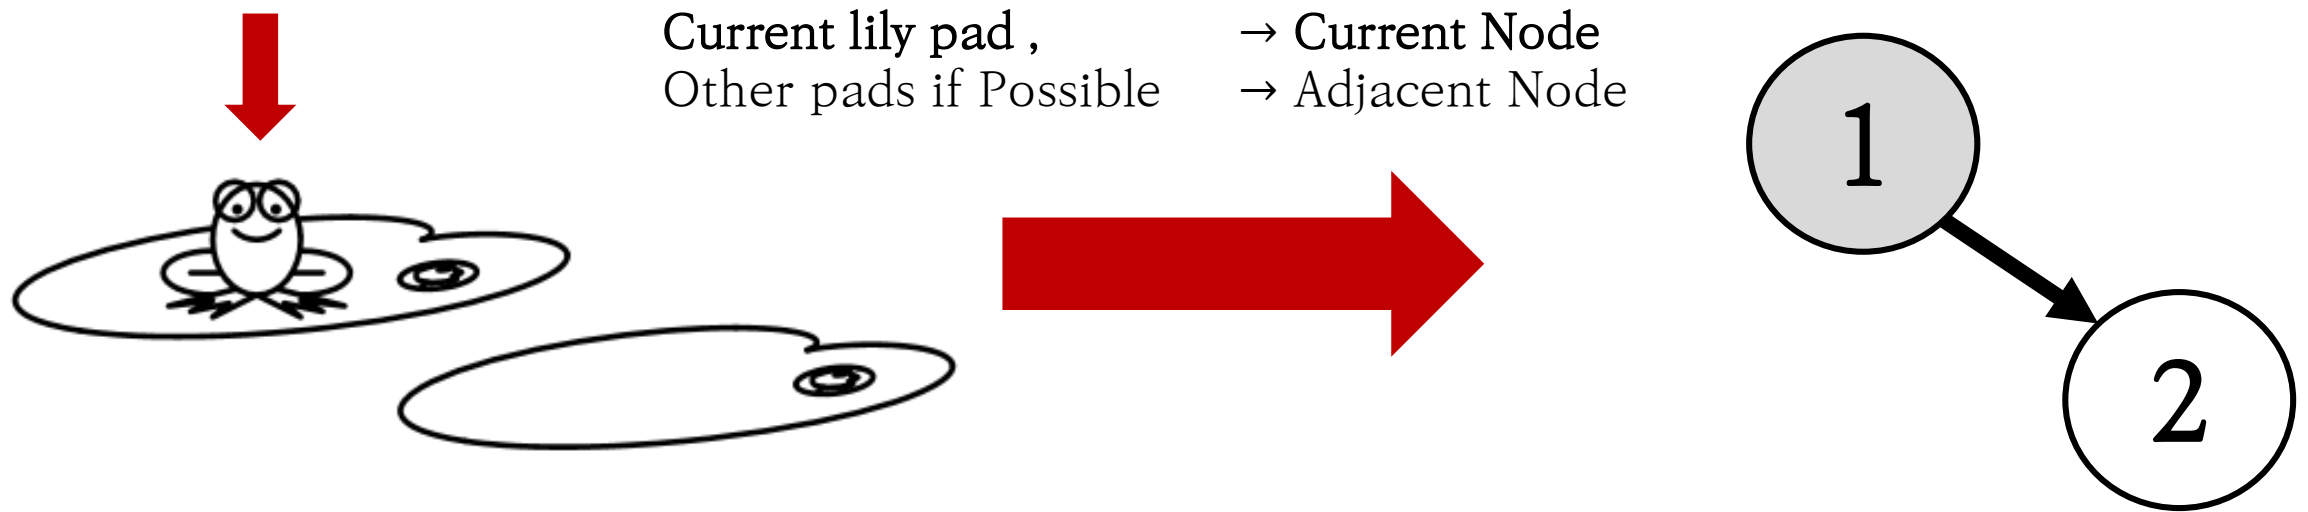 Current lily pad , → Current Node
Other pads if Possible → Adjacent Node
1
2